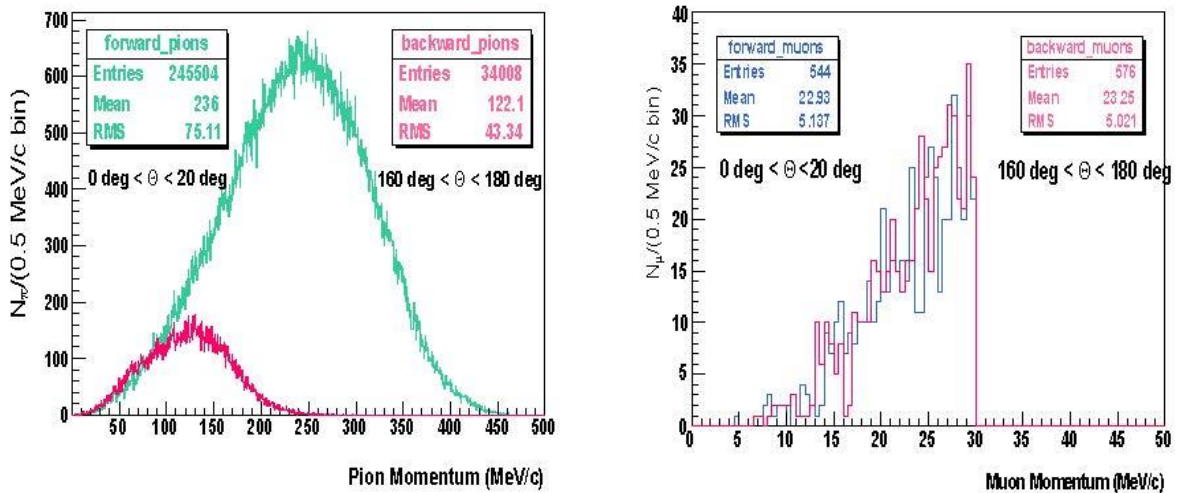 N_π/(0.5 MeV/c bin)
700
600
500
400
300
200
100
0
forward_pions
Entries 245504
Mean 236
RMS 75.11
backward_pions
Entries 34008
Mean 122.1
RMS 43.34
0 deg < Θ < 20 deg
160 deg < Θ < 180 deg
50 100 150 200 250 300 350 400 450 500
Pion Momentum (MeV/c)
N_μ/(0.5 MeV/c bin)
40
35
30
25
20
15
10
5
0
forward_muons
Entries 544
Mean 22.93
RMS 5.137
backward_muons
Entries 576
Mean 23.25
RMS 5.021
0 deg < Θ <20 deg
160 deg < Θ < 180 deg
0 5 10 15 20 25 30 35 40 45 50
Muon Momentum (MeV/c)